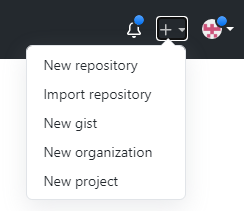 New repository
Import repository
New gist
New organization
New project